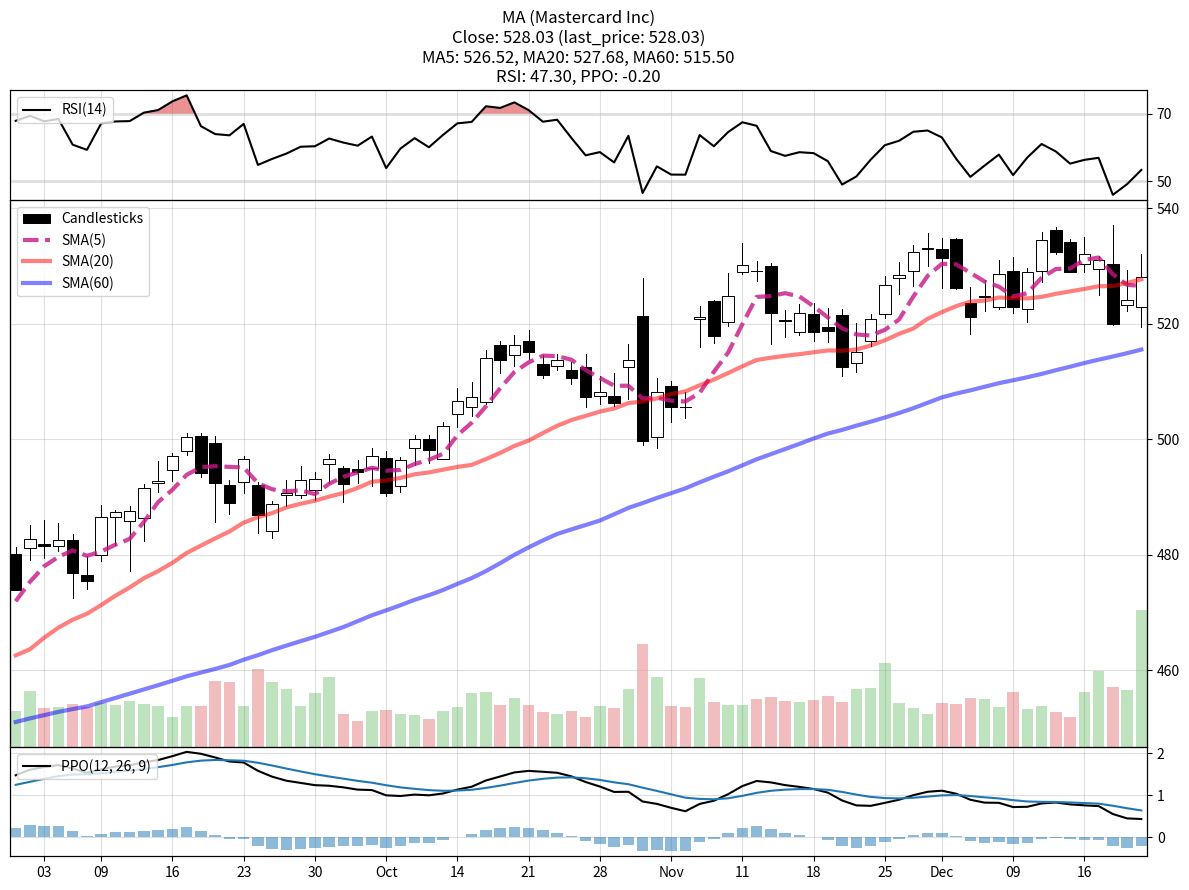 MA (Mastercard Inc)
Close: 528.03 (last_price: 528.03)
MA5: 526.52, MA20: 527.68, MA60: 515.50
RSI: 47.30, PPO: -0.20
RSI(14)
70
50
Candlesticks
SMA(5)
SMA(20)
SMA(60)
540
520
500
480
460
PPO(12,26,9)
2
1
0
03 09 16 23 30 Oct 14 21 28 Nov 11 18 25 Dec 09 16